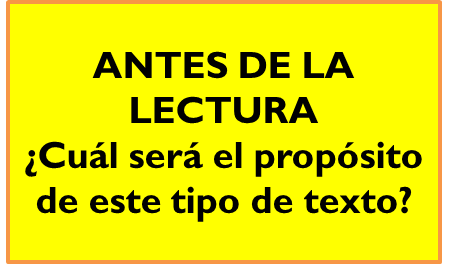 ANTES DE LA
LECTURA
¿Cuál será el propósito
de este tipo de texto?